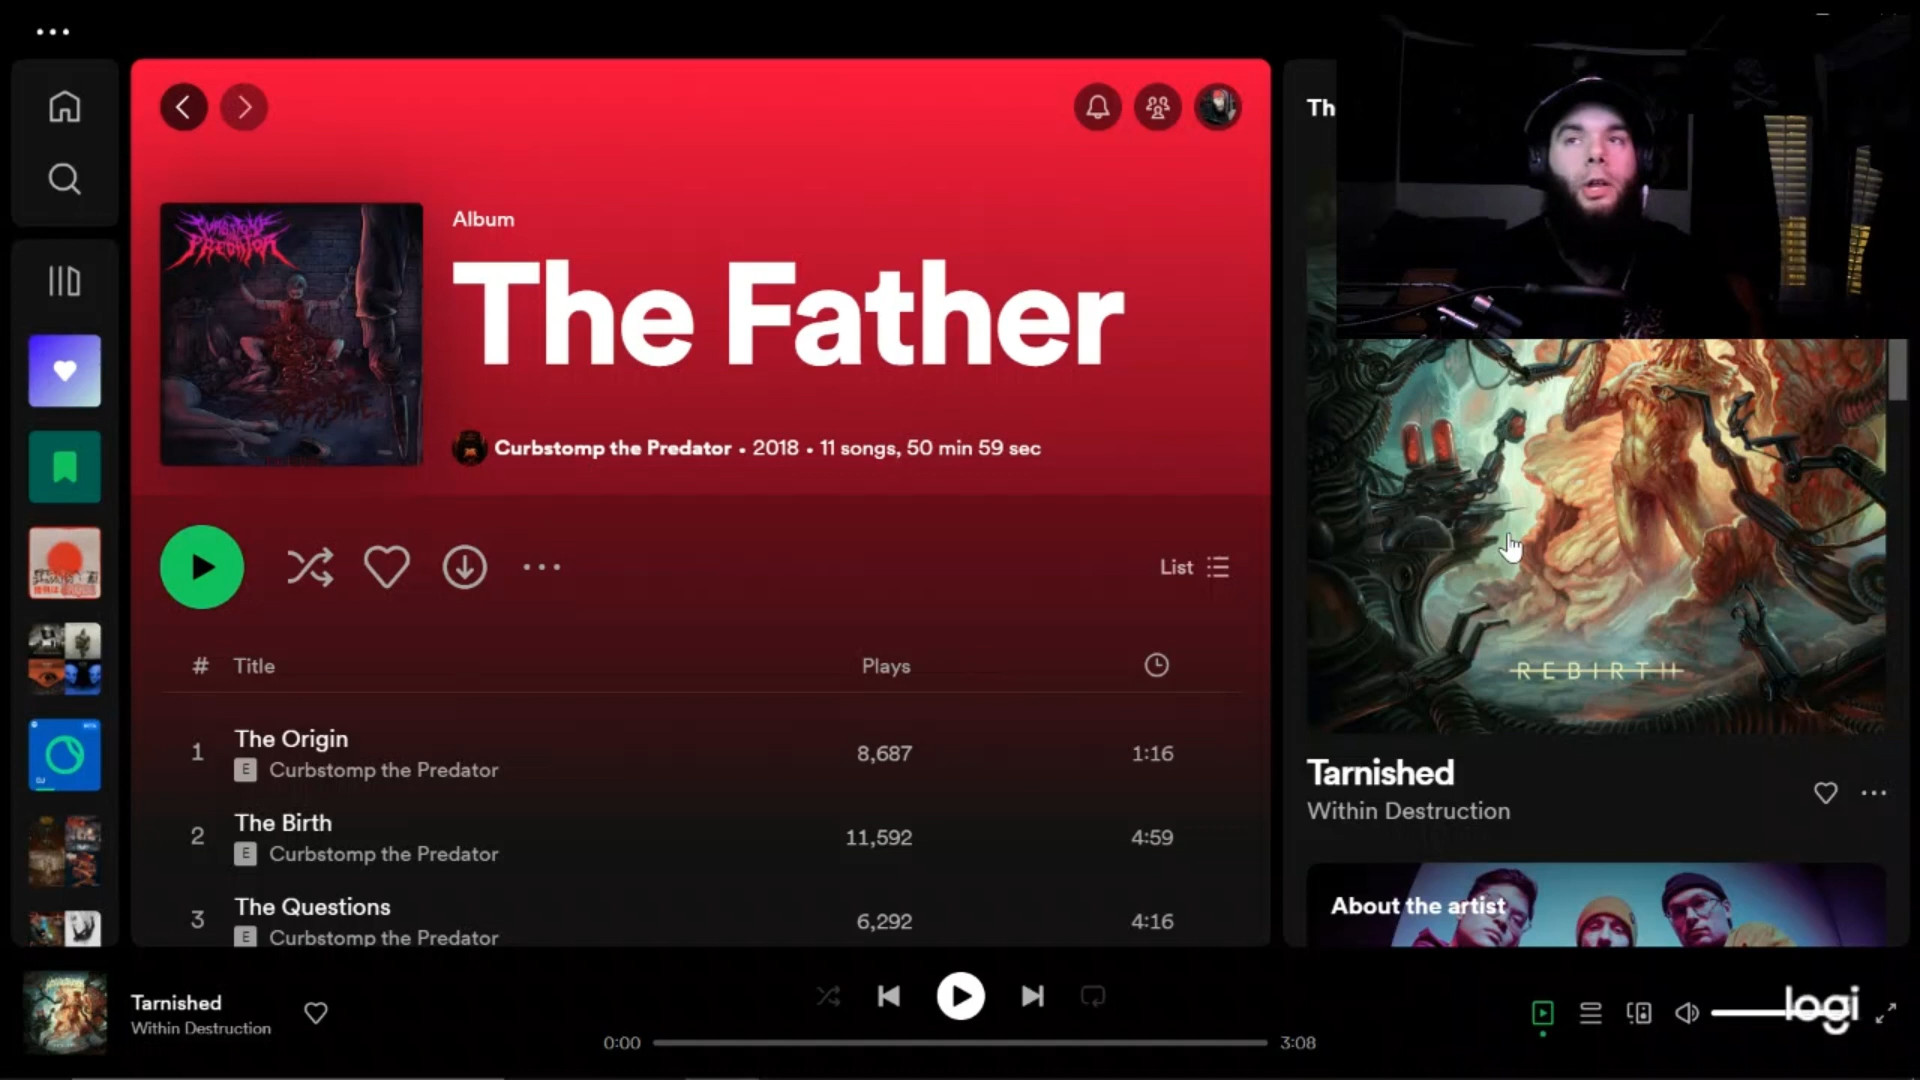 Th
CURBSTOMP
THE
PREDATOR
Album
The Father
Curbstomp the Predator • 2018 • 11 songs, 50 min 59 sec
List
# Title Plays
1 The Origin 8,687 1:16
E Curbstomp the Predator
2 The Birth 11,592 4:59
E Curbstomp the Predator
3 The Questions 6,292 4:16
E Curbstomp the Predator
REBIRTH
Tarnished
Within Destruction
About the artist
Tarnished
Within Destruction
0:00 3:08
logi